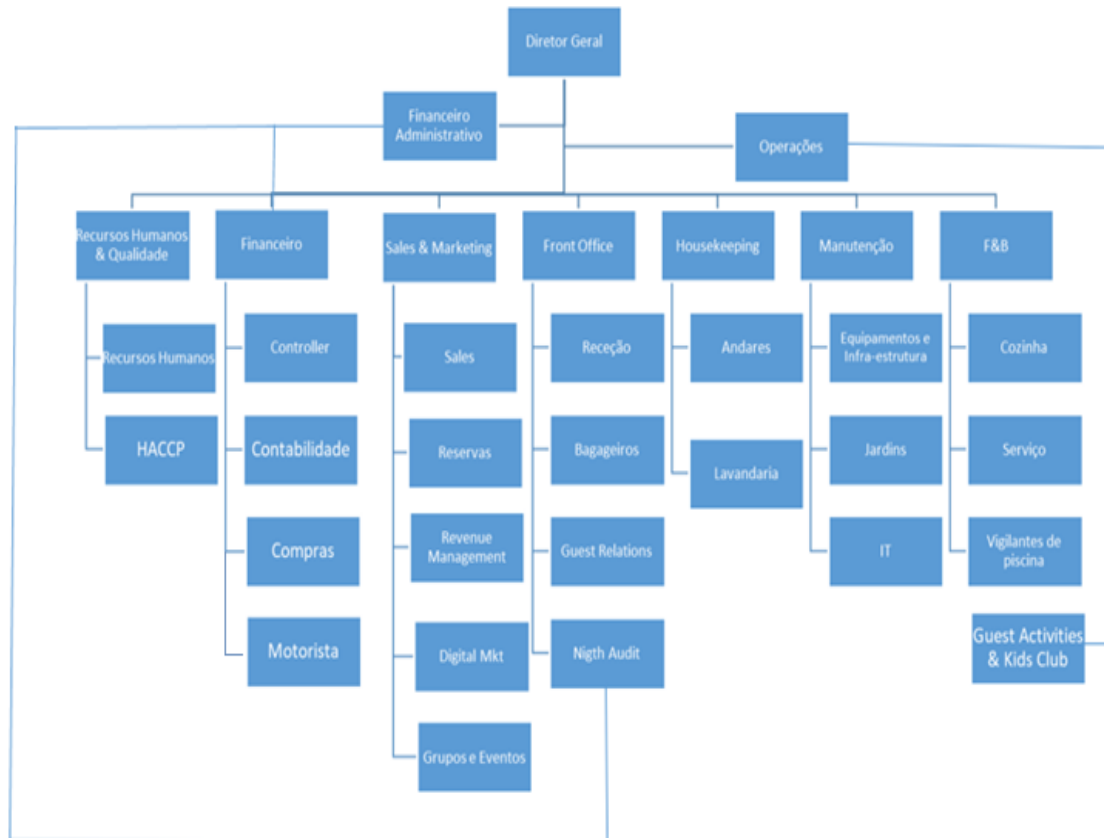 Diretor Geral
Financeiro
Administrativo
Operações
Recursos Humanos
& Qualidade
Financeiro
Sales & Marketing
Front Office
Housekeeping
Manutenção
F&B
Recursos Humanos
Controller
Sales
Receção
Andares
Equipamentos e
Infra-estrutura
Cozinha
HACCP
Contabilidade
Reservas
Bagageiros
Lavandaria
Jardins
Serviço
Compras
Revenue
Management
Guest Relations
IT
Vigilantes de
piscina
Motorista
Digital Mkt
Nigth Audit
Guest Activities
& Kids Club
Grupos e Eventos